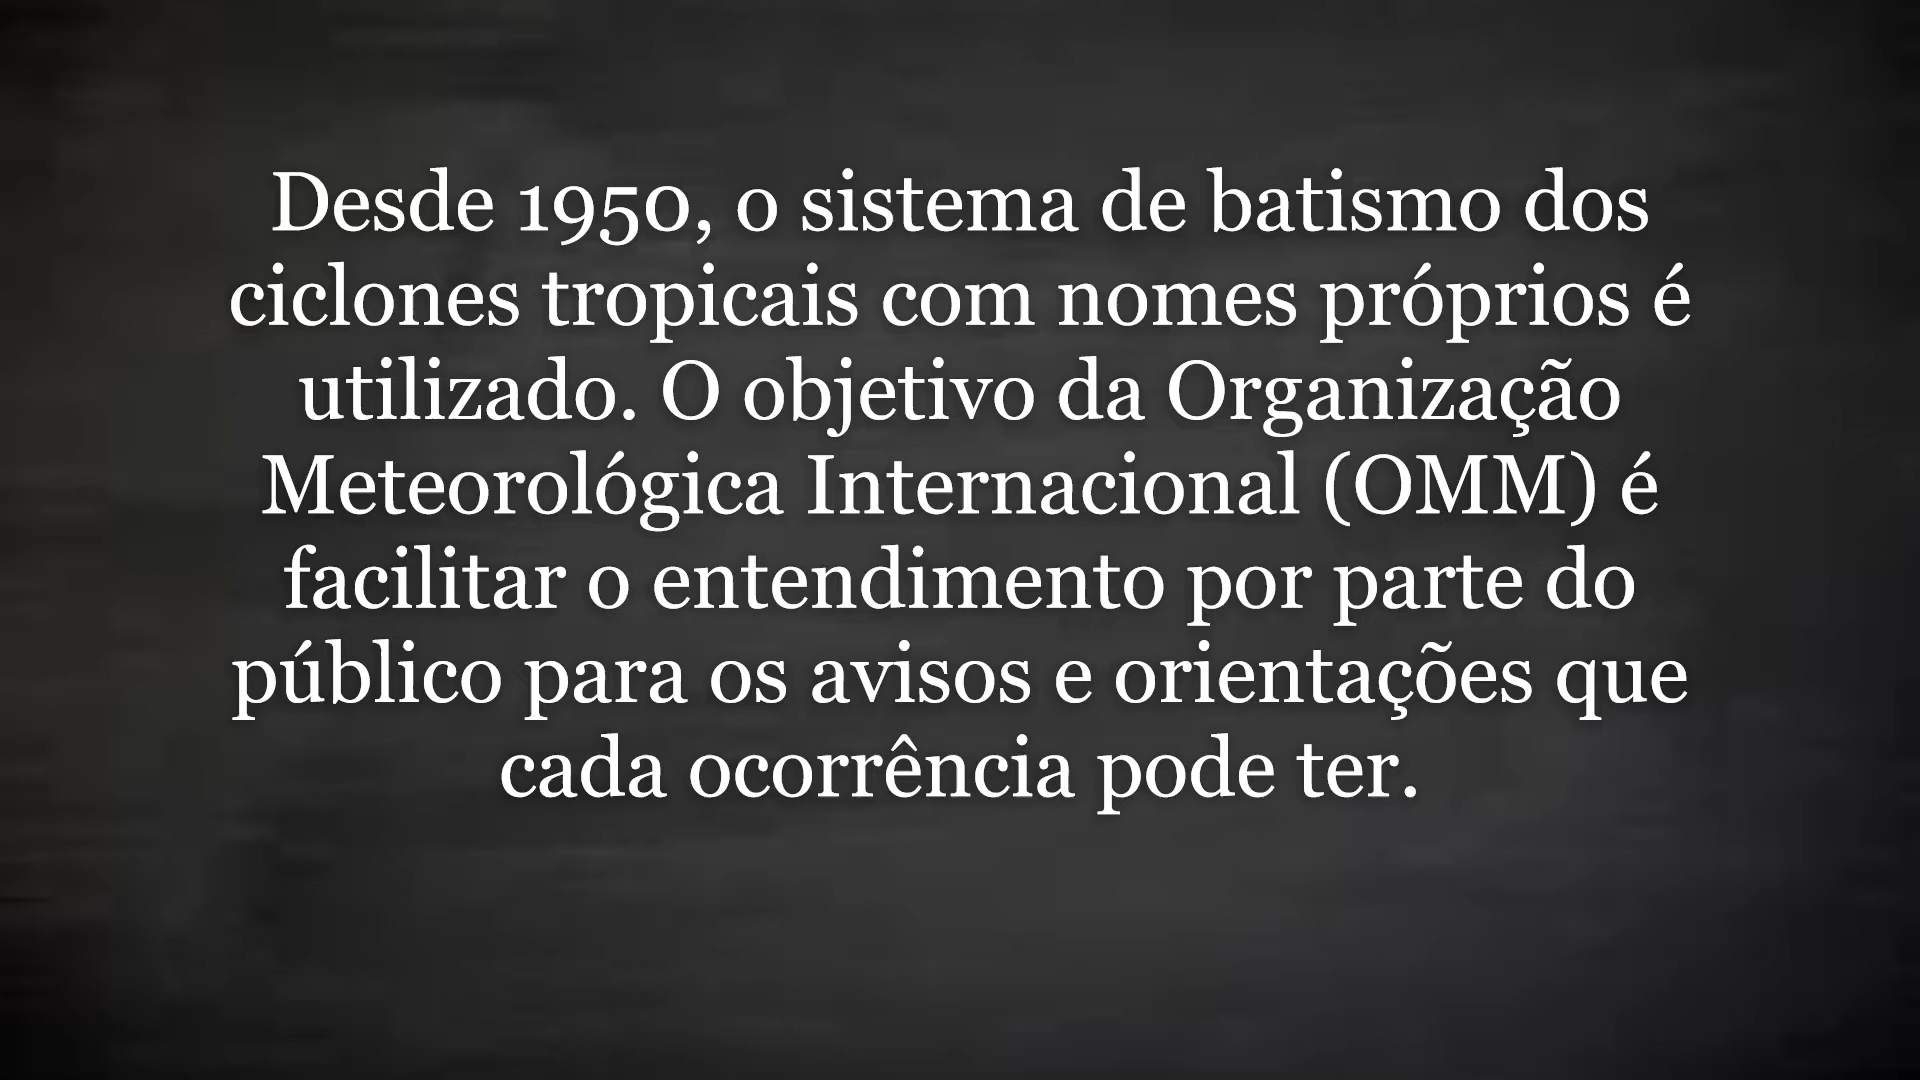 Desde 1950, o sistema de batismo dos
ciclones tropicais com nomes próprios é
utilizado. O objetivo da Organização
Meteorológica Internacional (OMM) é
facilitar o entendimento por parte do
público para os avisos e orientações que
cada ocorrência pode ter.